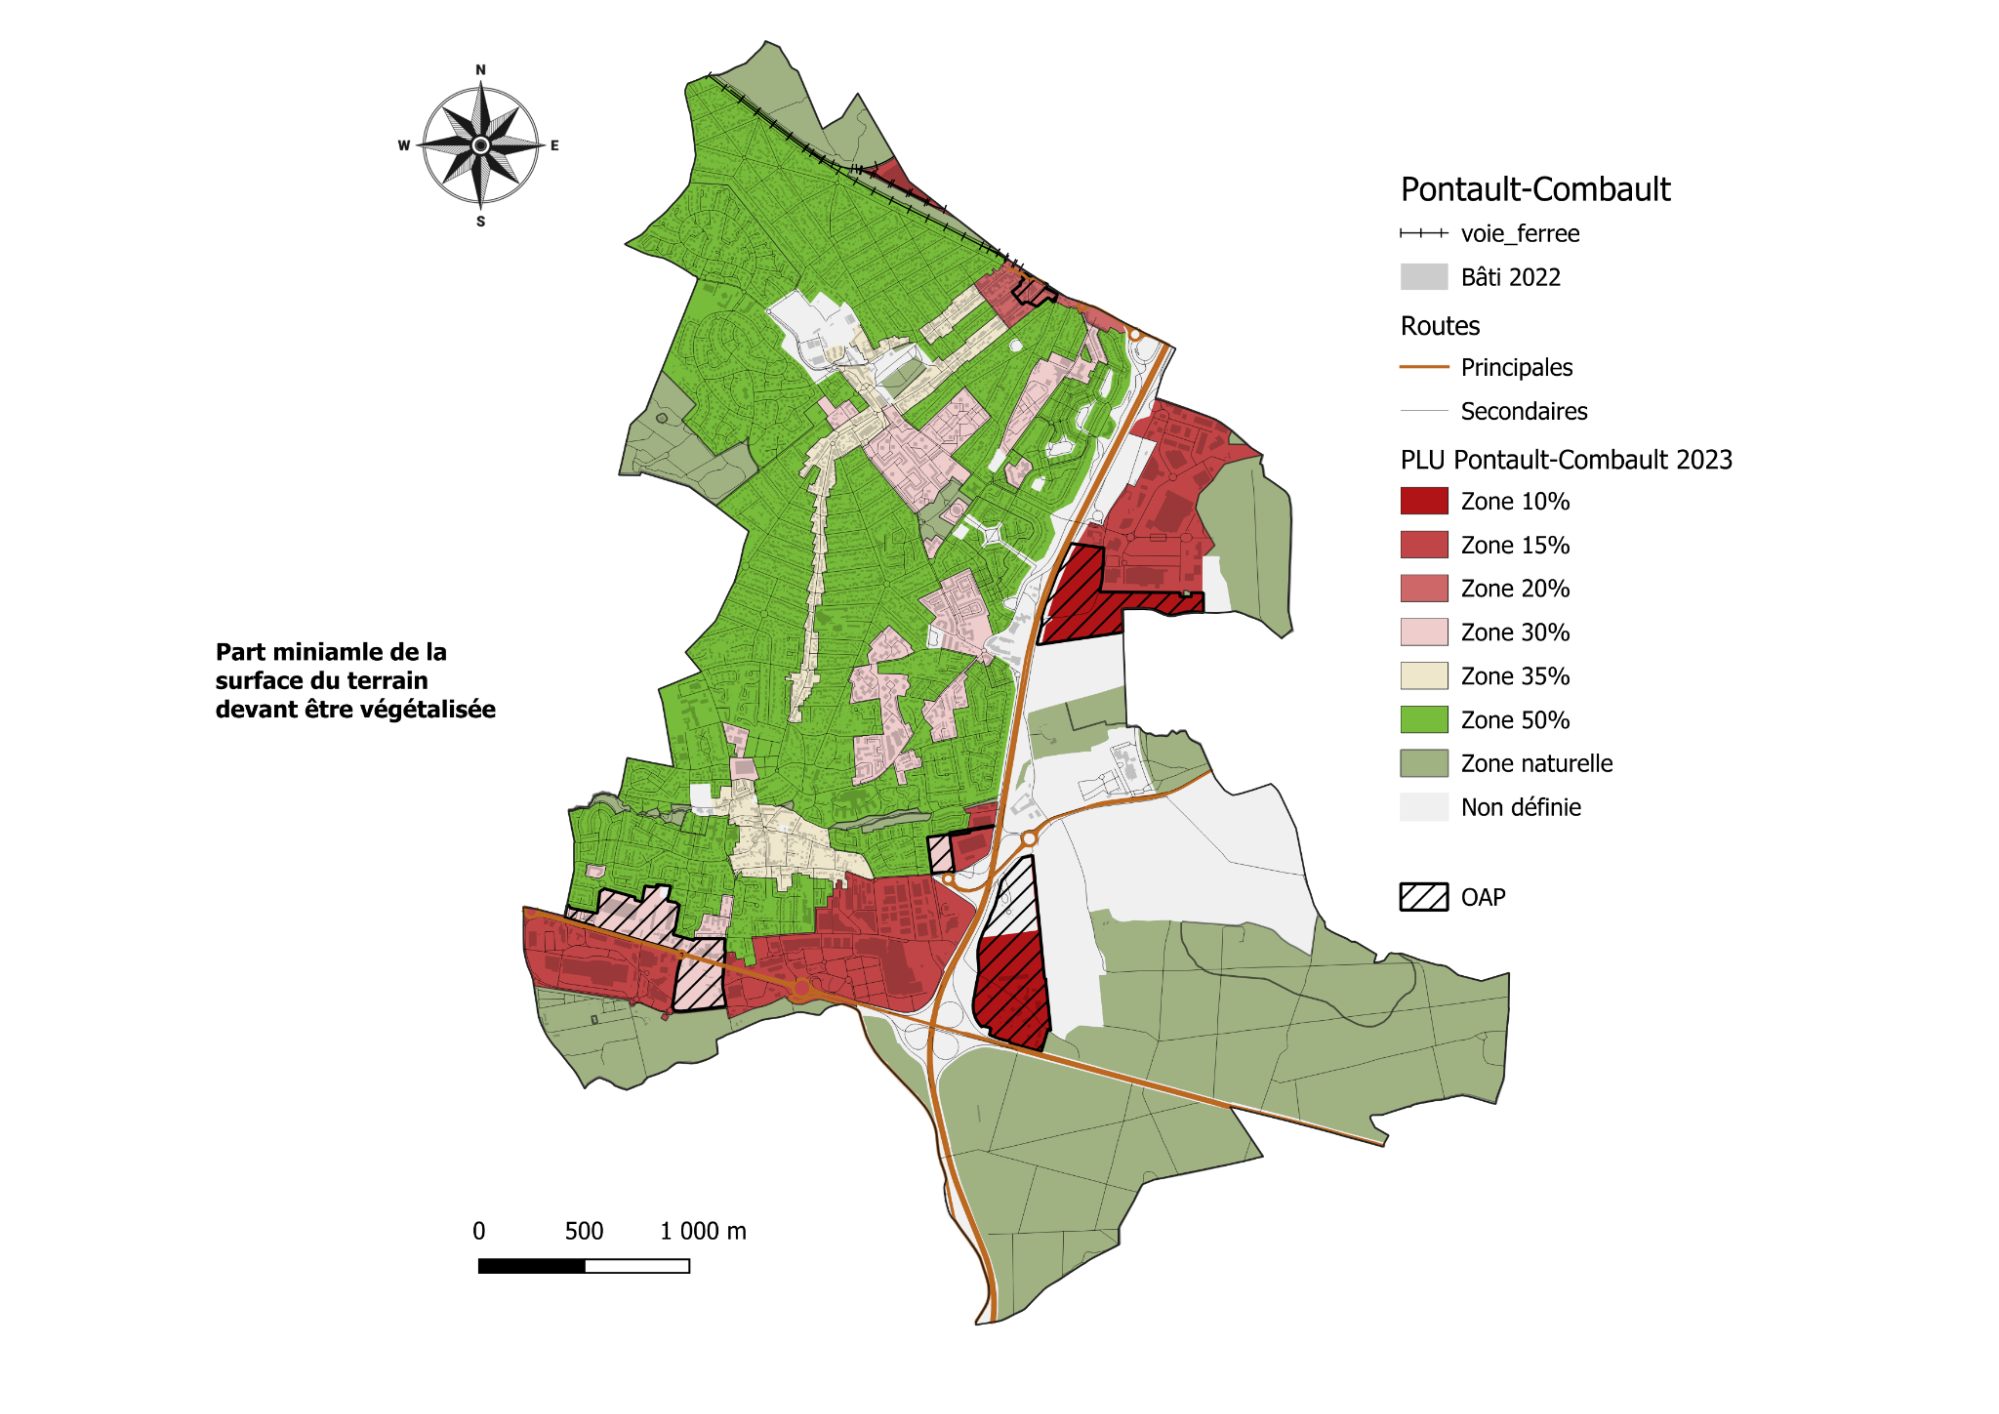 N
W
E
S
Part miniamle de la
surface du terrain
devant être végétalisée
0 500 1 000 m
Pontault-Combault
voie_ferree
Bâti 2022
Routes
Principales
Secondaires
PLU Pontault-Combault 2023
Zone 10%
Zone 15%
Zone 20%
Zone 30%
Zone 35%
Zone 50%
Zone naturelle
Non définie
OAP